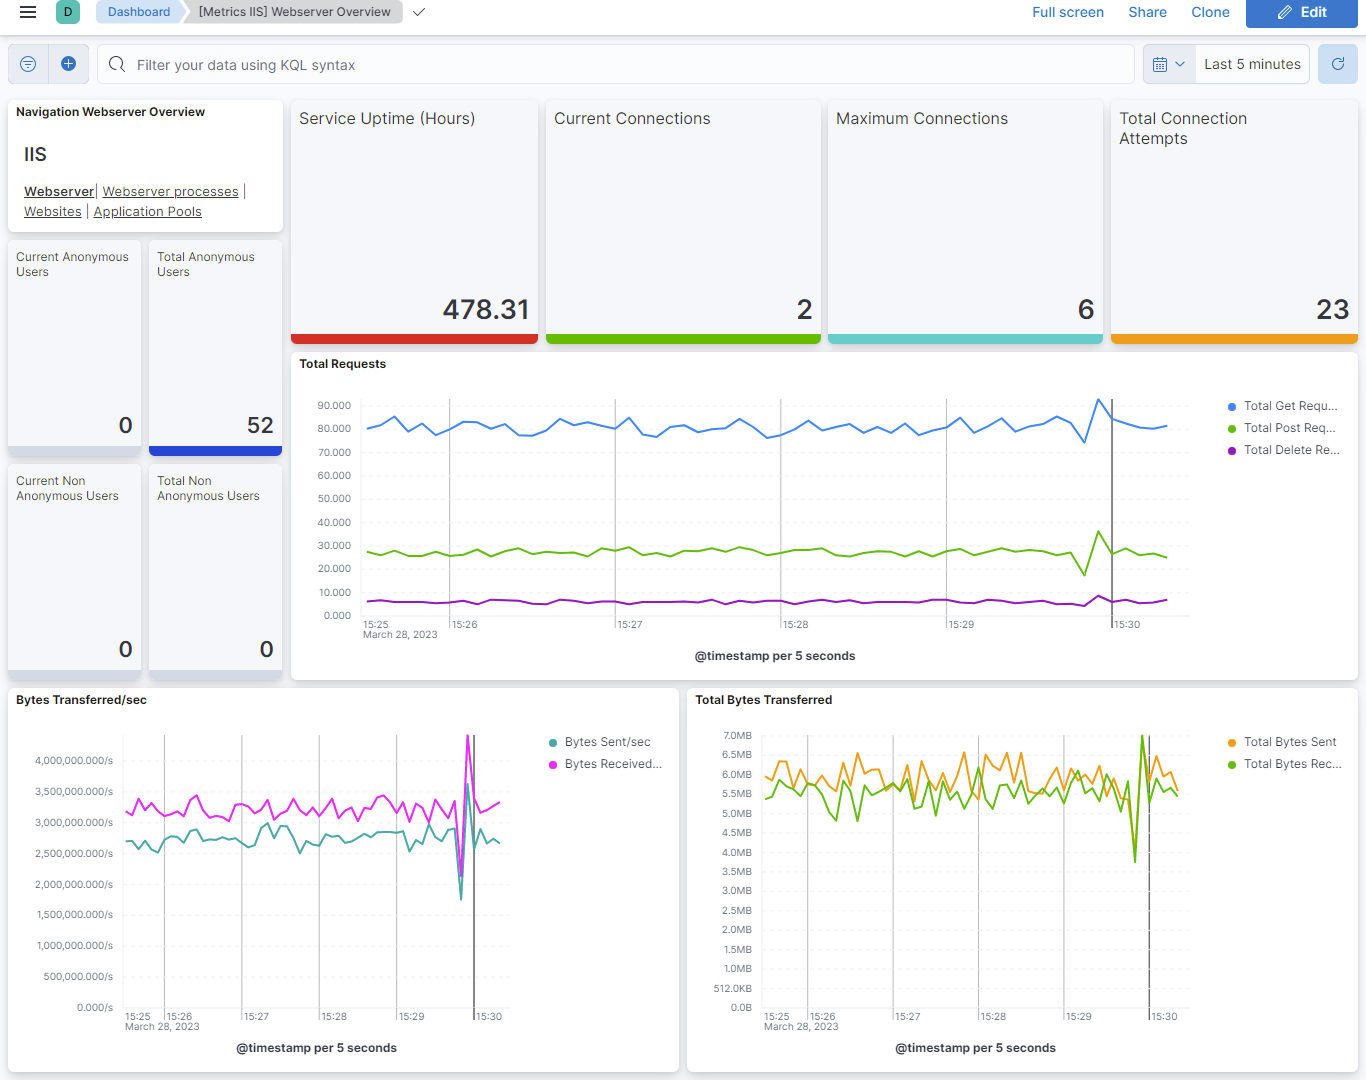 D
Dashboard
[Metrics IIS] Webserver Overview
Full screen
Share
Clone
Edit
Filter your data using KQL syntax
Last 5 minutes
Navigation Webserver Overview
IIS
Webserver| Webserver processes |
Websites | Application Pools
Service Uptime (Hours)
478.31
Current Connections
2
Maximum Connections
6
Total Connection
Attempts
23
Current Anonymous
Users
0
Total Anonymous
Users
52
Current Non
Anonymous Users
0
Total Non
Anonymous Users
0
Total Requests
90.000
80.000
70.000
60.000
50.000
40.000
30.000
20.000
10.000
0.000
15:25
March 28, 2023
15:26
15:27
15:28
15:29
15:30
@timestamp per 5 seconds
Total Get Requ...
Total Post Req...
Total Delete Re...
Bytes Transferred/sec
4,000,000.000/s
3,500,000.000/s
3,000,000.000/s
2,500,000.000/s
2,000,000.000/s
1,500,000.000/s
1,000,000.000/s
500,000.000/s
0.000/s
15:25
March 28, 2023
15:26
15:27
15:28
15:29
15:30
@timestamp per 5 seconds
Bytes Sent/sec
Bytes Received...
Total Bytes Transferred
7.0MB
6.5MB
6.0MB
5.5MB
5.0MB
4.5MB
4.0MB
3.5MB
3.0MB
2.5MB
2.0MB
1.5MB
1.0MB
512.0KB
0.0B
15:25
March 28, 2023
15:26
15:27
15:28
15:29
15:30
@timestamp per 5 seconds
Total Bytes Sent
Total Bytes Rec...